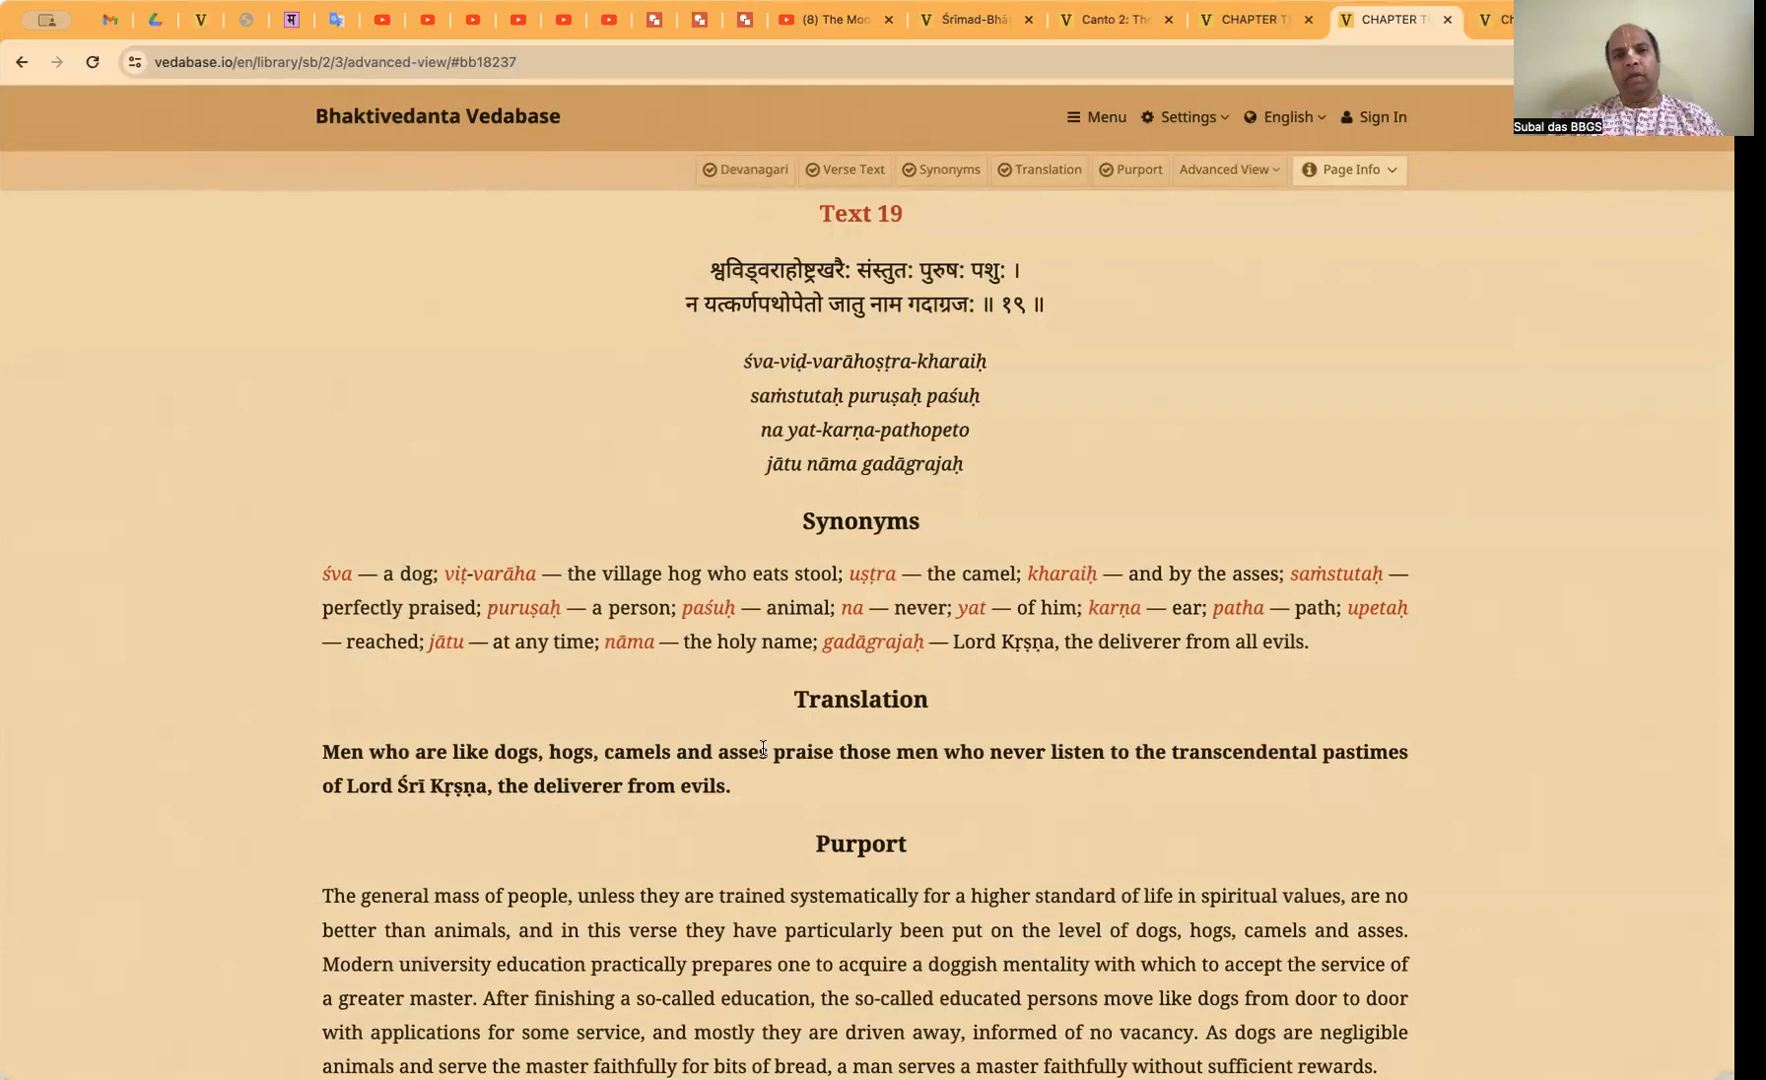 (8) The Moo
Śrīmad-Bhāg
Canto 2: The
CHAPTER T
CHAPTER T
Ch
vedabase.io/en/library/sb/2/3/advanced-view/#bb18237
Subal das BBGS
Bhaktivedanta Vedabase
Menu Settings English Sign In
Devanagari Verse Text Synonyms Translation Purport Advanced View Page Info
Text 19
श्वविड्‍वराहोष्ट्रखरै: संस्तुत: पुरुष: पशु: ।
न यत्कर्णपथोपेतो जातु नाम गदाग्रज: ॥ १९ ॥
śva-viḍ-varāhoṣṭra-kharaiḥ
saṁstutaḥ puruṣaḥ paśuḥ
na yat-karṇa-pathopeto
jātu nāma gadāgrajaḥ
Synonyms
śva — a dog; viṭ-varāha — the village hog who eats stool; uṣṭra — the camel; kharaiḥ — and by the asses; saṁstutaḥ —
perfectly praised; puruṣaḥ — a person; paśuḥ — animal; na — never; yat — of him; karṇa — ear; patha — path; upetaḥ
— reached; jātu — at any time; nāma — the holy name; gadāgrajaḥ — Lord Kṛṣṇa, the deliverer from all evils.
Translation
Men who are like dogs, hogs, camels and asses praise those men who never listen to the transcendental pastimes
of Lord Śrī Kṛṣṇa, the deliverer from evils.
Purport
The general mass of people, unless they are trained systematically for a higher standard of life in spiritual values, are no
better than animals, and in this verse they have particularly been put on the level of dogs, hogs, camels and asses.
Modern university education practically prepares one to acquire a doggish mentality with which to accept the service of
a greater master. After finishing a so-called education, the so-called educated persons move like dogs from door to door
with applications for some service, and mostly they are driven away, informed of no vacancy. As dogs are negligible
animals and serve the master faithfully for bits of bread, a man serves a master faithfully without sufficient rewards.